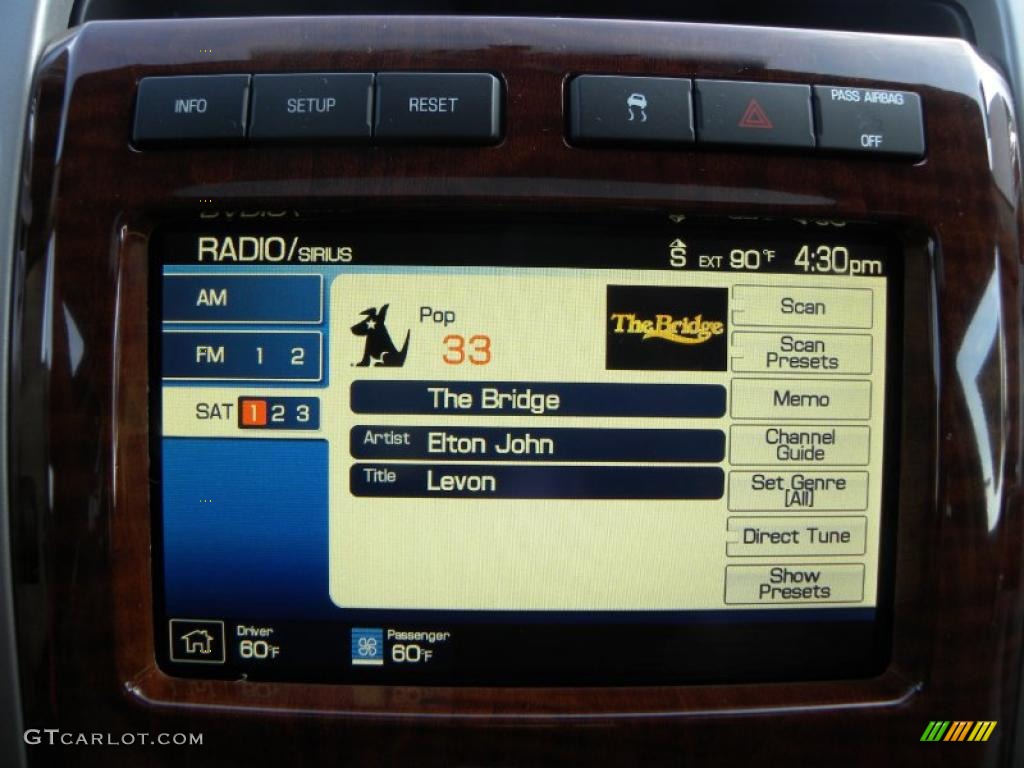 INFO SETUP RESET PASS AIRBAG
OFF
RADIO/SIRIUS S EXT 90°F 4:30pm
AM
FM 1 2
SAT 1 2 3
Pop
33
The Bridge
The Bridge
Artist Elton John
Title Levon
Scan
Scan
Presets
Memo
Channel
Guide
Set Genre
[All]
Direct Tune
Show
Presets
Driver
60°F
Passenger
60°F
GTCARLOT.COM